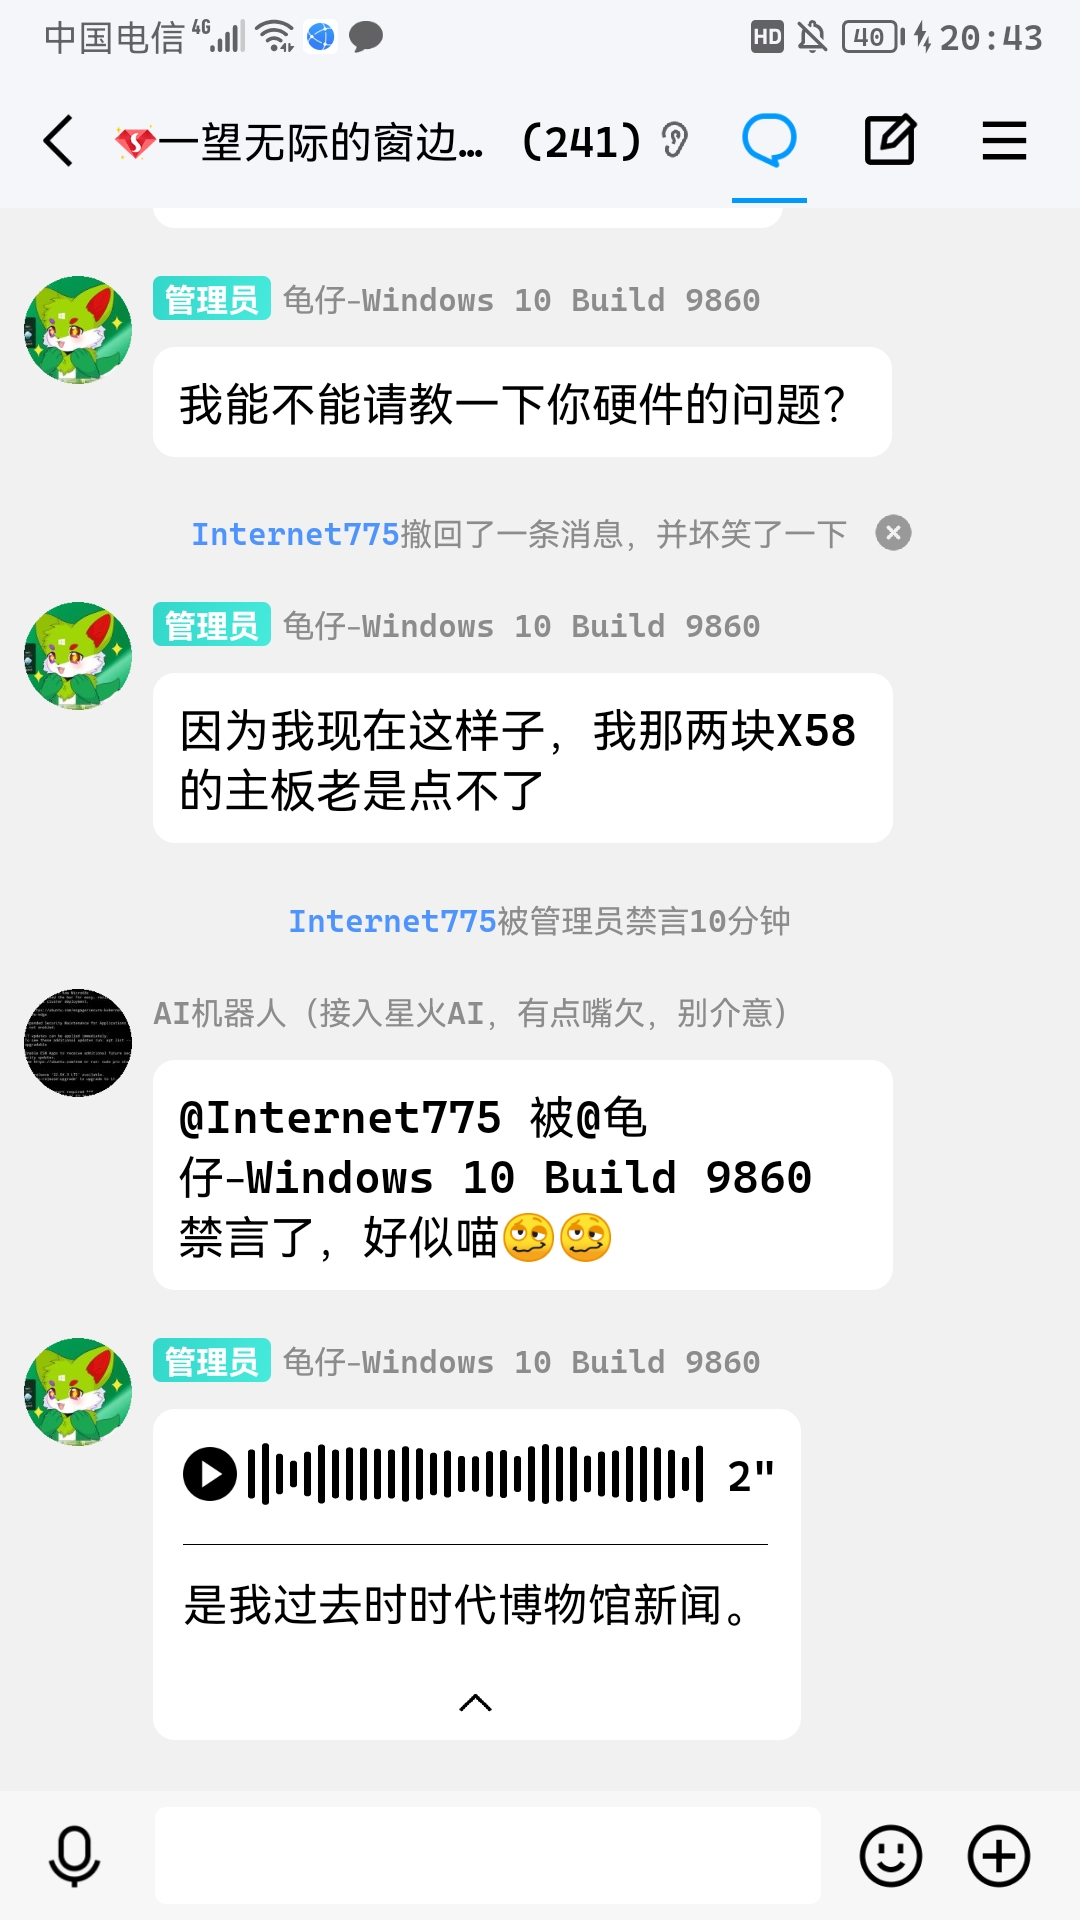 中国电信 4G HD 40 20:43
一望无际的窗边... (241)
管理员 龟仔-Windows 10 Build 9860
我能不能请教一下你硬件的问题？
Internet775撤回了一条消息，并坏笑了一下
管理员 龟仔-Windows 10 Build 9860
因为我现在这样子，我那两块X58
的主板老是点不了
Internet775被管理员禁言10分钟
AI机器人（接入星火AI，有点嘴欠，别介意）
@Internet775 被@龟
仔-Windows 10 Build 9860
禁言了，好似喵🥴🥴
管理员 龟仔-Windows 10 Build 9860
2"
是我过去时时代博物馆新闻。